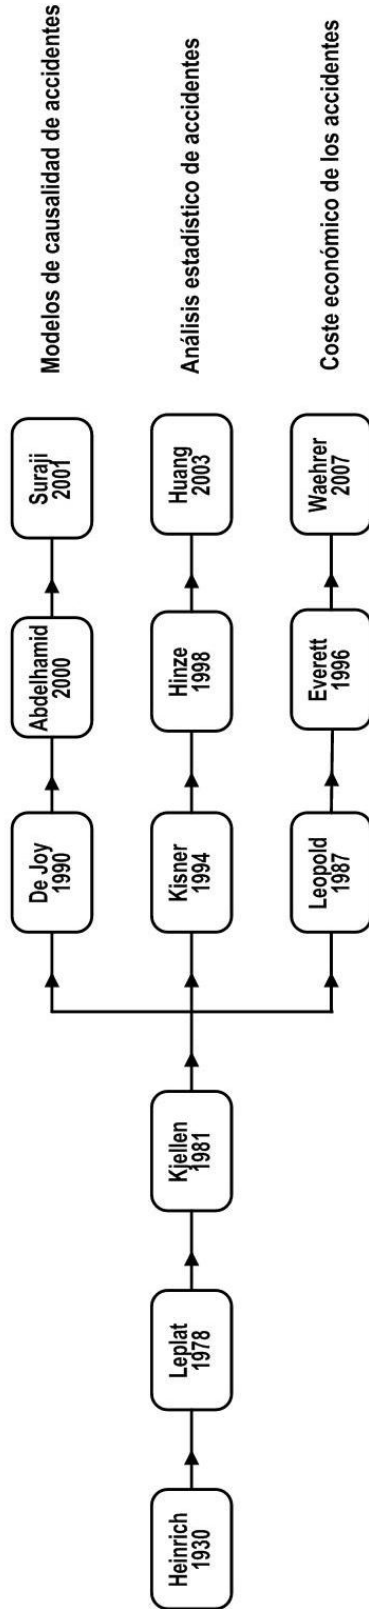 Heinrich
1930
Leplat
1978
Kjellen
1981
De Joy
1990
Abdelhamid
2000
Suraji
2001
Modelos de causalidad de accidentes
Kisner
1994
Hinze
1998
Huang
2003
Análisis estadístico de accidentes
Leopold
1987
Everett
1996
Waehrer
2007
Coste económico de los accidentes